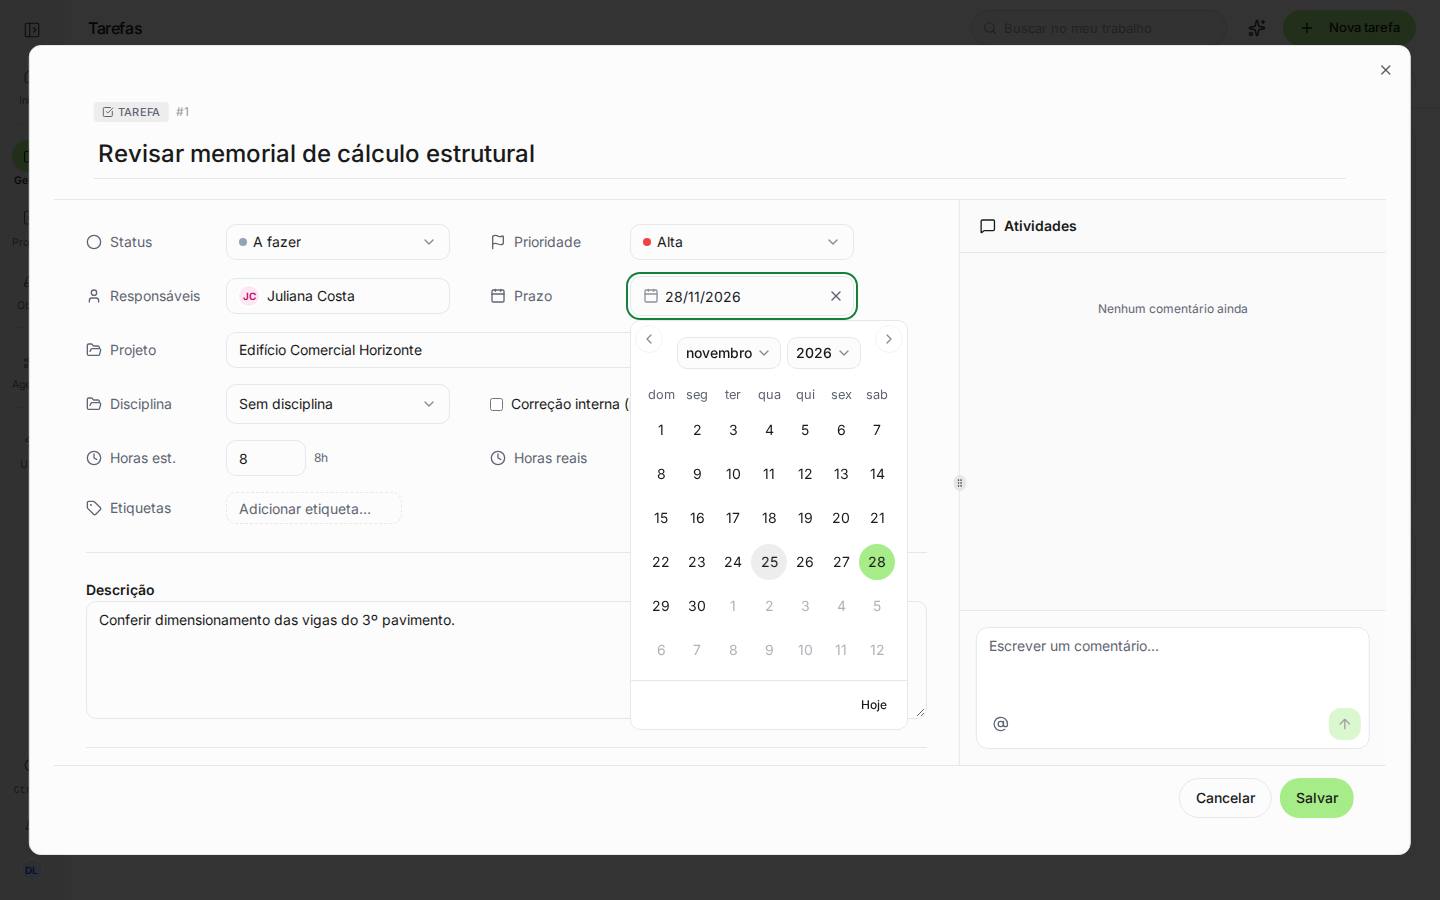 Tarefas
Buscar no meu trabalho
Nova tarefa
TAREFA #1
Revisar memorial de cálculo estrutural
Status
A fazer
Prioridade
Alta
Responsáveis
JC Juliana Costa
Prazo
28/11/2026
Projeto
Edifício Comercial Horizonte
novembro 2026
dom seg ter qua qui sex sab
1 2 3 4 5 6 7
8 9 10 11 12 13 14
15 16 17 18 19 20 21
22 23 24 25 26 27 28
29 30 1 2 3 4 5
6 7 8 9 10 11 12
Hoje
Disciplina
Sem disciplina
Correção interna (
Horas est.
8
8h
Horas reais
Etiquetas
Adicionar etiqueta...
Descrição
Conferir dimensionamento das vigas do 3º pavimento.
Atividades
Nenhum comentário ainda
Escrever um comentário...
@
Cancelar
Salvar
DL